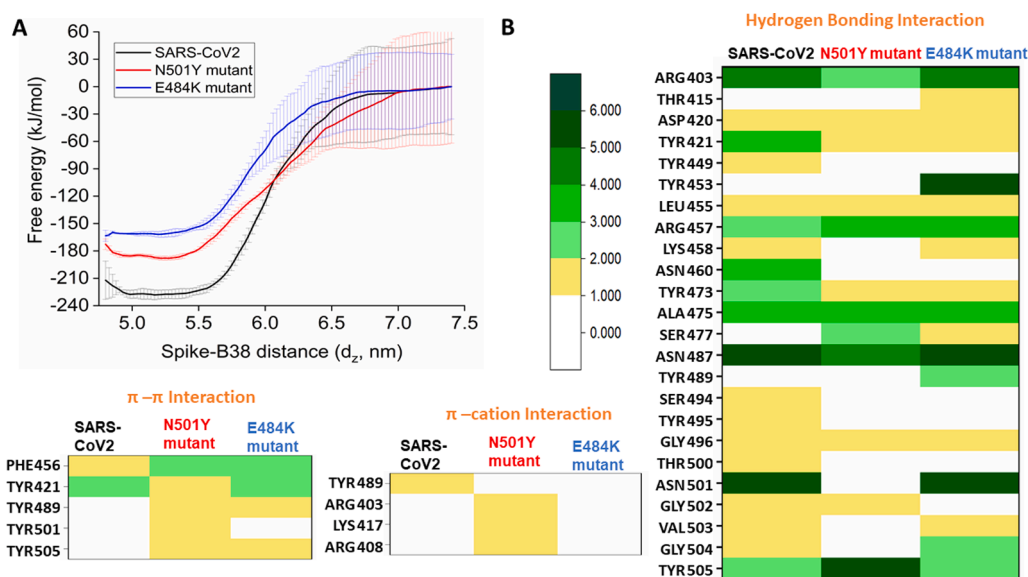 A
60
30
0
-30
-60
-90
-120
-150
-180
-210
-240
Free energy (kJ/mol)
SARS-CoV2
N501Y mutant
E484K mutant
5.0 5.5 6.0 6.5 7.0 7.5
Spike-B38 distance (dz, nm)
B
6.000
5.000
4.000
3.000
2.000
1.000
0.000
Hydrogen Bonding Interaction
SARS-CoV2 N501Y mutant E484K mutant
ARG403
THR415
ASP420
TYR421
TYR449
TYR453
LEU455
ARG457
LYS458
ASN460
TYR473
ALA475
SER477
ASN487
TYR489
SER494
TYR495
GLY496
THR500
ASN501
GLY502
VAL503
GLY504
TYR505
π –π Interaction
SARS-
CoV2
N501Y
mutant
E484K
mutant
PHE456
TYR421
TYR489
TYR501
TYR505
π –cation Interaction
SARS-
CoV2
N501Y
mutant
E484K
mutant
TYR489
ARG403
LYS417
ARG408